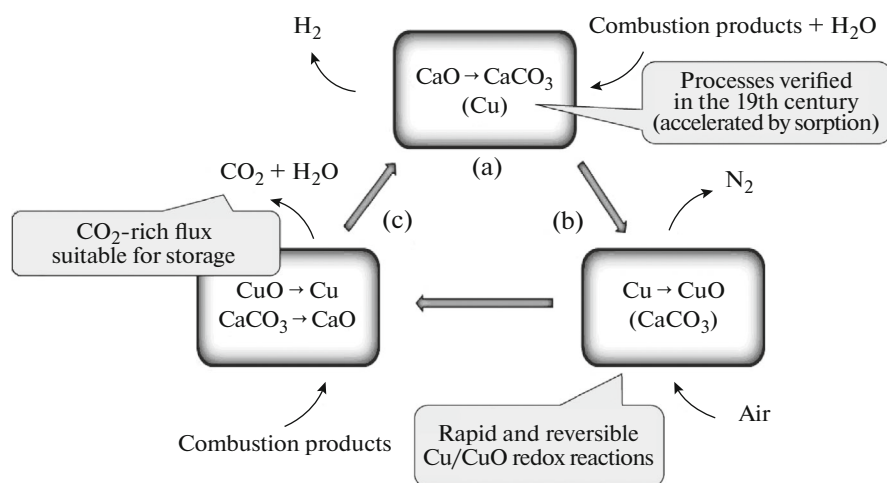 H₂
Combustion products + H₂O
CaO → CaCO₃
(Cu)
Processes verified
in the 19th century
(accelerated by sorption)
(a)
CO₂ + H₂O
N₂
(c)
(b)
CO₂-rich flux
suitable for storage
CuO → Cu
CaCO₃ → CaO
Cu → CuO
(CaCO₃)
Combustion products
Rapid and reversible
Cu/CuO redox reactions
Air